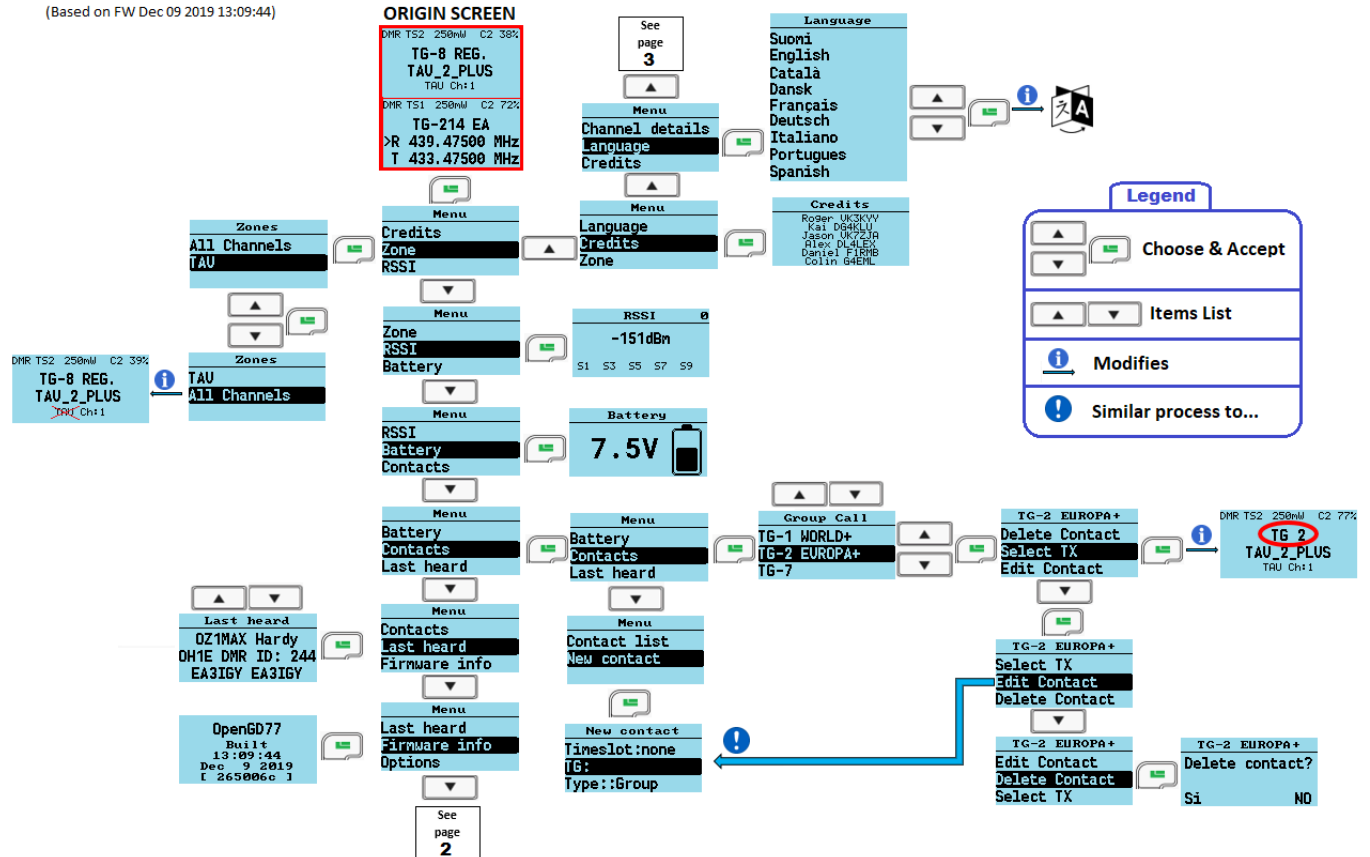 (Based on FW Dec 09 2019 13:09:44)
ORIGIN SCREEN
DMR TS2 250mW C2 38%
TG-8 REG.
TAU_2_PLUS
TAU Ch:1
DMR TS1 250mW C2 72%
TG-214 EA
>R 439.47500 MHz
T 433.47500 MHz
See
page
3
Menu
Channel details
Language
Credits
Language
Suomi
English
Català
Dansk
Français
Deutsch
Italiano
Portugues
Spanish
Menu
Language
Credits
Zone
Credits
Roger VK3KYY
Kai DG4KLU
Jason VK7ZJA
Alex DL4LEX
Daniel F1RMB
Colin G4EML
Legend
Choose & Accept
Items List
Modifies
Similar process to...
Menu
Credits
Zone
RSSI
Zones
All Channels
TAU
Zones
TAU
All Channels
DMR TS2 250mW C2 39%
TG-8 REG.
TAU_2_PLUS
TAU Ch:1
Menu
Zone
RSSI
Battery
RSSI 0
-151dBm
S1 S3 S5 S7 S9
Menu
RSSI
Battery
Contacts
Battery
7.5V
Menu
Battery
Contacts
Last heard
Menu
Battery
Contacts
Last heard
Group Call
TG-1 WORLD+
TG-2 EUROPA+
TG-7
TG-2 EUROPA+
Delete Contact
Select TX
Edit Contact
DMR TS2 250mW C2 77%
TG 2
TAU_2_PLUS
TAU Ch:1
Menu
Contacts
Last heard
Firmware info
Last heard
OZ1MAX Hardy
OH1E DMR ID: 244
EA3IGY EA3IGY
Menu
Contact list
New contact
TG-2 EUROPA+
Select TX
Edit Contact
Delete Contact
Menu
Last heard
Firmware info
Options
OpenGD77
Built
13:09:44
Dec 9 2019
[ 265006c ]
New contact
Timeslot:none
TG:
Type::Group
TG-2 EUROPA+
Edit Contact
Delete Contact
Select TX
TG-2 EUROPA+
Delete contact?
Si NO
See
page
2